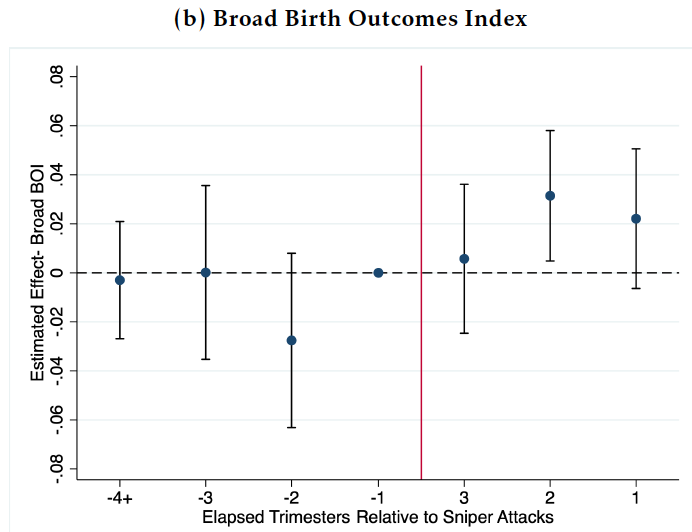 (b) Broad Birth Outcomes Index
Estimated Effect- Broad BOI
.08
.06
.04
.02
0
-.02
-.04
-.06
-.08
-4+ -3 -2 -1 3 2 1
Elapsed Trimesters Relative to Sniper Attacks